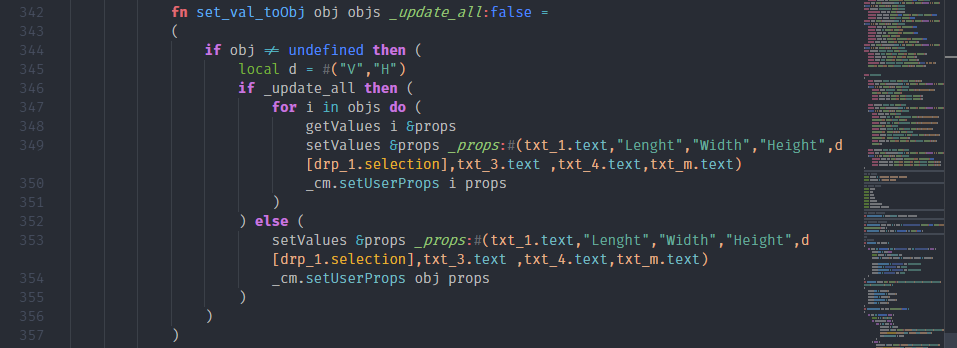 342 fn set_val_toObj obj objs _update_all:false =
343 (
344 if obj != undefined then (
345 local d = #("V","H")
346 if _update_all then (
347 for i in objs do (
348 getValues i &props
349 setValues &props _props:#(txt_1.text,"Lenght","Width","Height",d
[drp_1.selection],txt_3.text ,txt_4.text,txt_m.text)
350 _cm.setUserProps i props
351 )
352 ) else (
353 setValues &props _props:#(txt_1.text,"Lenght","Width","Height",d
[drp_1.selection],txt_3.text ,txt_4.text,txt_m.text)
354 _cm.setUserProps obj props
355 )
356 )
357 )